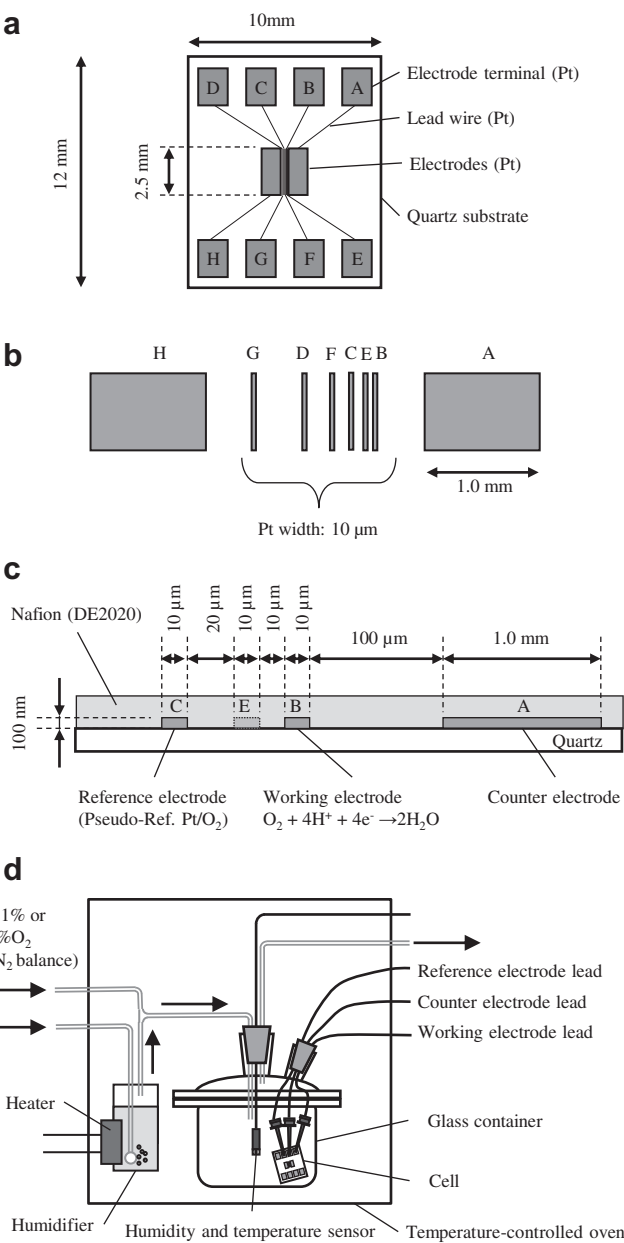 a
10mm
D C B A
Electrode terminal (Pt)
Lead wire (Pt)
12 mm
2.5 mm
Electrodes (Pt)
Quartz substrate
H G F E
b
H G D F C E B A
1.0 mm
Pt width: 10 μm
c
Nafion (DE2020)
10 μm
20 μm
10 μm
10 μm
10 μm
100 μm
1.0 mm
100 nm
C E B A
Quartz
Reference electrode
(Pseudo-Ref. Pt/O₂)
Working electrode
O₂ + 4H⁺ + 4e⁻ →2H₂O
Counter electrode
d
1% or
%O₂
N₂ balance)
Reference electrode lead
Counter electrode lead
Working electrode lead
Heater
Glass container
Cell
Humidifier
Humidity and temperature sensor
Temperature-controlled oven